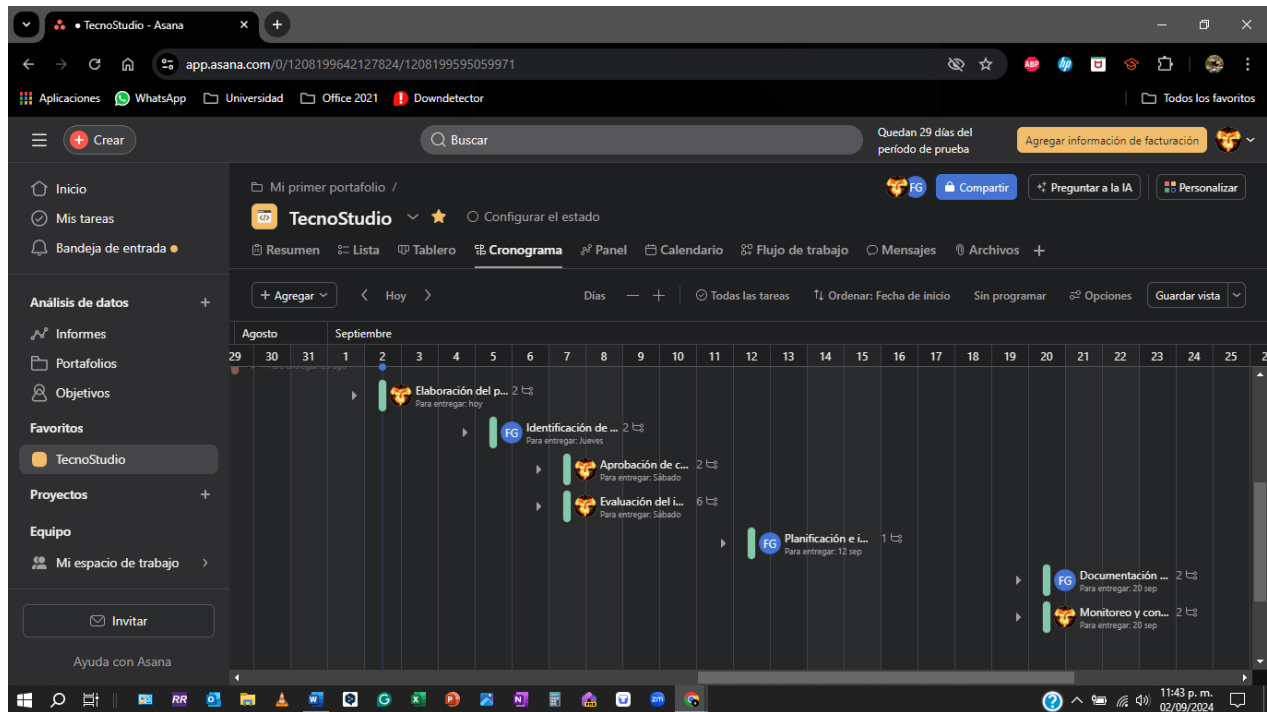 TecnoStudio - Asana
app.asana.com/0/1208199642127824/1208199595059971
ABP
hp
Aplicaciones WhatsApp Universidad Office 2021 Downdetector Todos los favoritos
Crear
Buscar
Quedan 29 días del
período de prueba
Agregar información de facturación
Inicio
Mis tareas
Bandeja de entrada
Análisis de datos +
Informes
Portafolios
Objetivos
Favoritos
TecnoStudio
Proyectos +
Equipo
Mi espacio de trabajo
Invitar
Ayuda con Asana
Mi primer portafolio /
FG Compartir Preguntar a la IA Personalizar
TecnoStudio Configurar el estado
Resumen Lista Tablero Cronograma Panel Calendario Flujo de trabajo Mensajes Archivos +
+ Agregar Hoy Días — + Todas las tareas Ordenar: Fecha de inicio Sin programar Opciones Guardar vista
Agosto Septiembre
29 30 31 1 2 3 4 5 6 7 8 9 10 11 12 13 14 15 16 17 18 19 20 21 22 23 24 25 2
Elaboración del p... 2
Para entregar: hoy
FG Identificación de ... 2
Para entregar: Jueves
Aprobación de c... 2
Para entregar: Sábado
Evaluación del i... 6
Para entregar: Sábado
FG Planificación e i... 1
Para entregar: 12 sep
FG Documentación ... 2
Para entregar: 20 sep
Monitoreo y con... 2
Para entregar: 20 sep
RR
zm
11:43 p. m.
02/09/2024